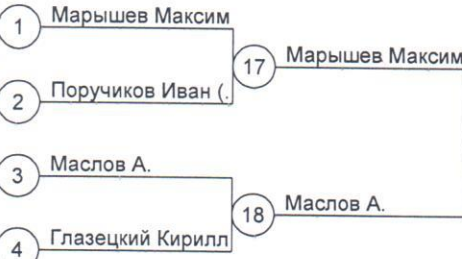 1 Марышев Максим
17 Марышев Максим
2 Поручиков Иван (.
3 Маслов А.
18 Маслов А.
4 Глазецкий Кирилл